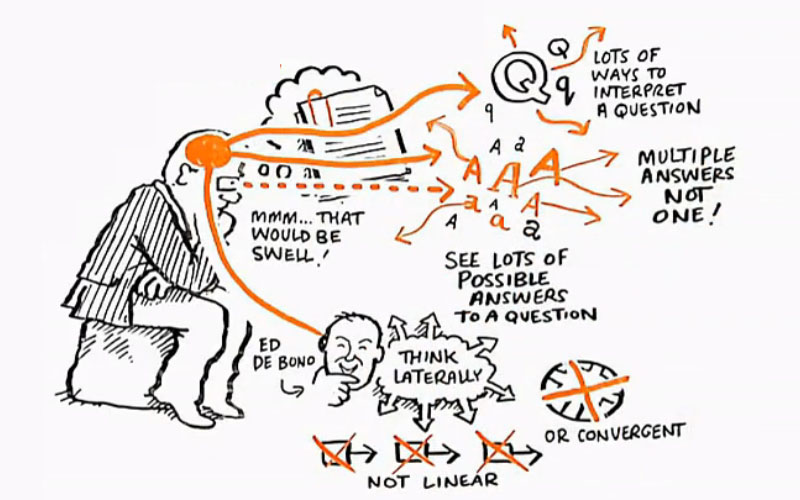 Q
Q
q
q
LOTS OF
WAYS TO
INTERPRET
A QUESTION
A a
A A A
a A A
A a a
MULTIPLE
ANSWERS
NOT
ONE!
MMM... THAT
WOULD BE
SWELL!
SEE LOTS OF
POSSIBLE
ANSWERS
TO A QUESTION
ED
DE BONO
THINK
LATERALLY
OR CONVERGENT
NOT LINEAR